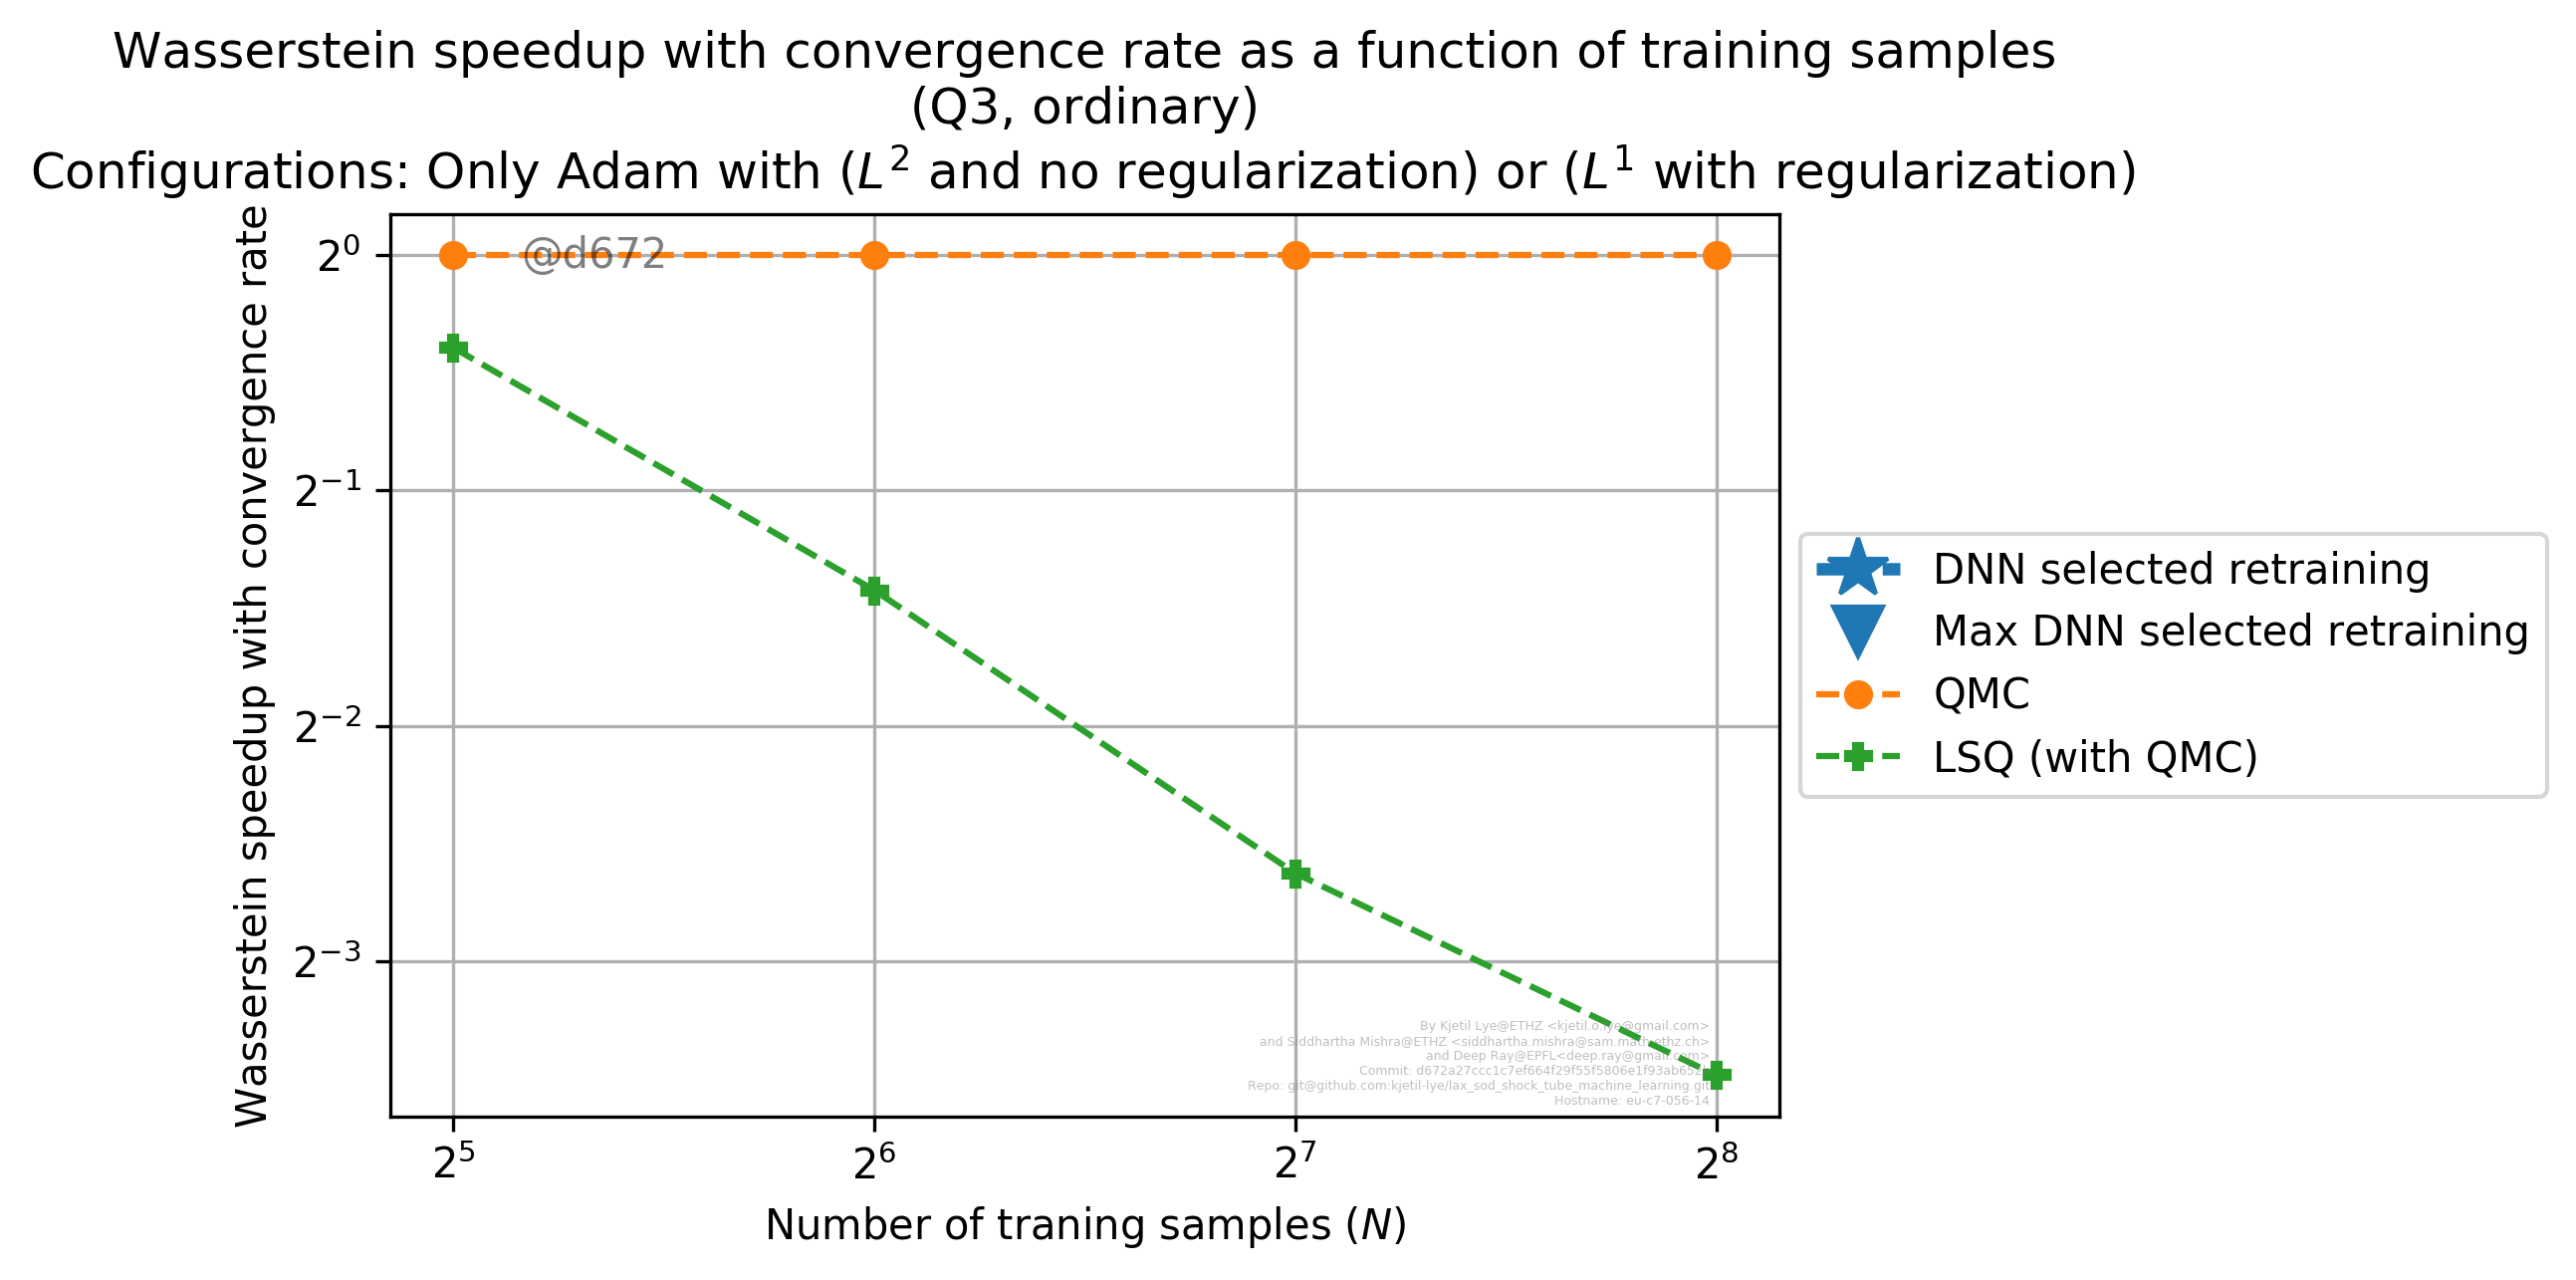 Wasserstein speedup with convergence rate as a function of training samples
(Q3, ordinary)
Configurations: Only Adam with (L² and no regularization) or (L¹ with regularization)
Wasserstein speedup with convergence rate
2⁰
2⁻¹
2⁻²
2⁻³
@d672
By Kjetil Lye@ETHZ <kjetil.o.lye@gmail.com>
and Siddhartha Mishra@ETHZ <siddhartha.mishra@sam.math.ethz.ch>
and Deep Ray@EPFL<deep.ray@gmail.com>
Commit:
Repo: git@github.com:kjetil-lye/lax_sod_shock_tube_machine_learning.git
Hostname: eu-c7-056-14
2⁵
2⁶
2⁷
2⁸
Number of traning samples (N)
DNN selected retraining
Max DNN selected retraining
QMC
LSQ (with QMC)